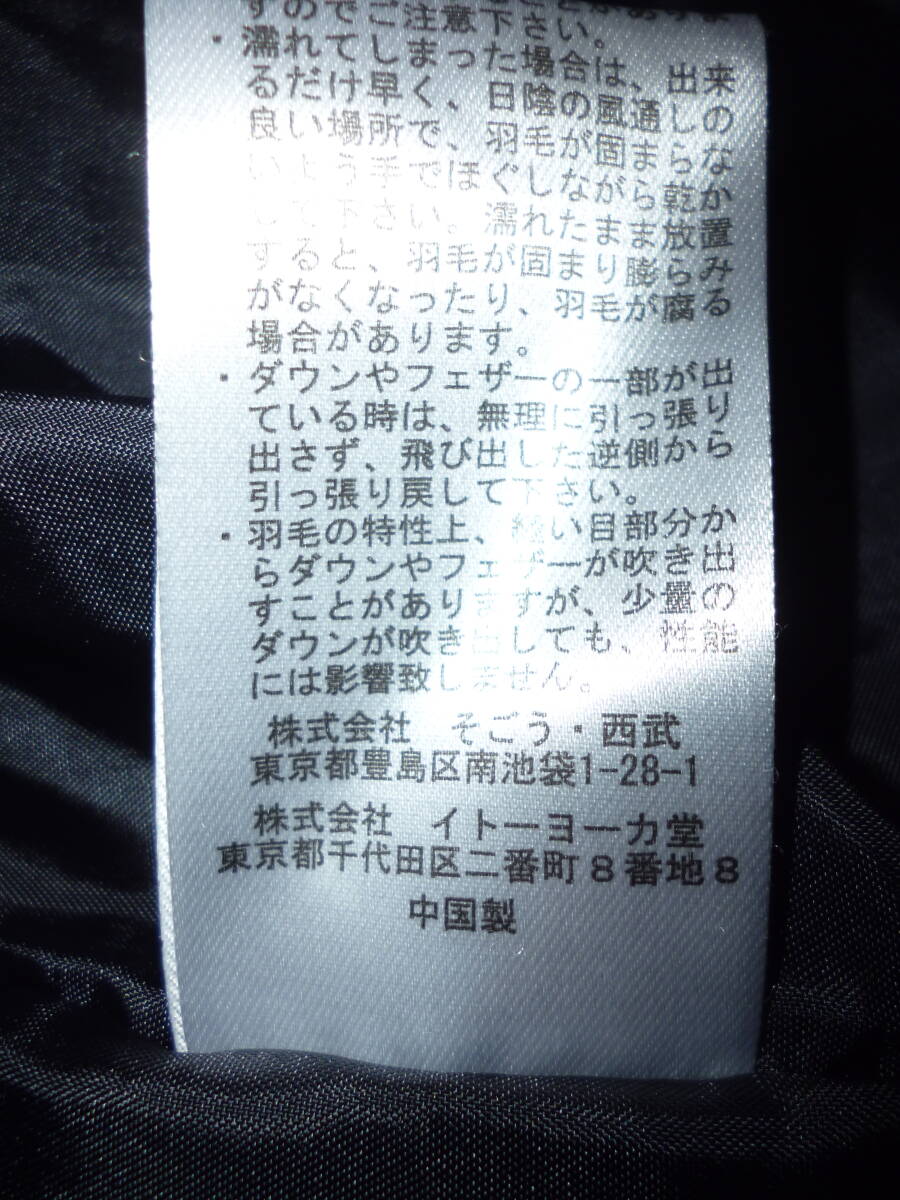 すのでご注意下さい。
・濡れてしまった場合は、出来
るだけ早く、日陰の風通しの
良い場所で、羽毛が固まらな
いよう手でほぐしながら乾か
して下さい。濡れたまま放置
すると、羽毛が固まり膨らみ
がなくなったり、羽毛が腐る
場合があります。
・ダウンやフェザーの一部が出
ている時は、無理に引っ張り
出さず、飛び出した逆側から
引っ張り戻して下さい。
・羽毛の特性上、縫い目部分か
らダウンやフェザーが吹き出
すことがありますが、少量の
ダウンが吹き出しても、性能
には影響致しません。
株式会社 そごう・西武
東京都豊島区南池袋1-28-1
株式会社 イトーヨーカ堂
東京都千代田区二番町８番地８
中国製